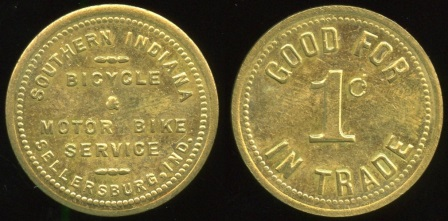 SOUTHERN INDIANA
BICYCLE
&
MOTOR BIKE
SERVICE
SELLERSBURG, IND.
GOOD FOR
1¢
IN TRADE